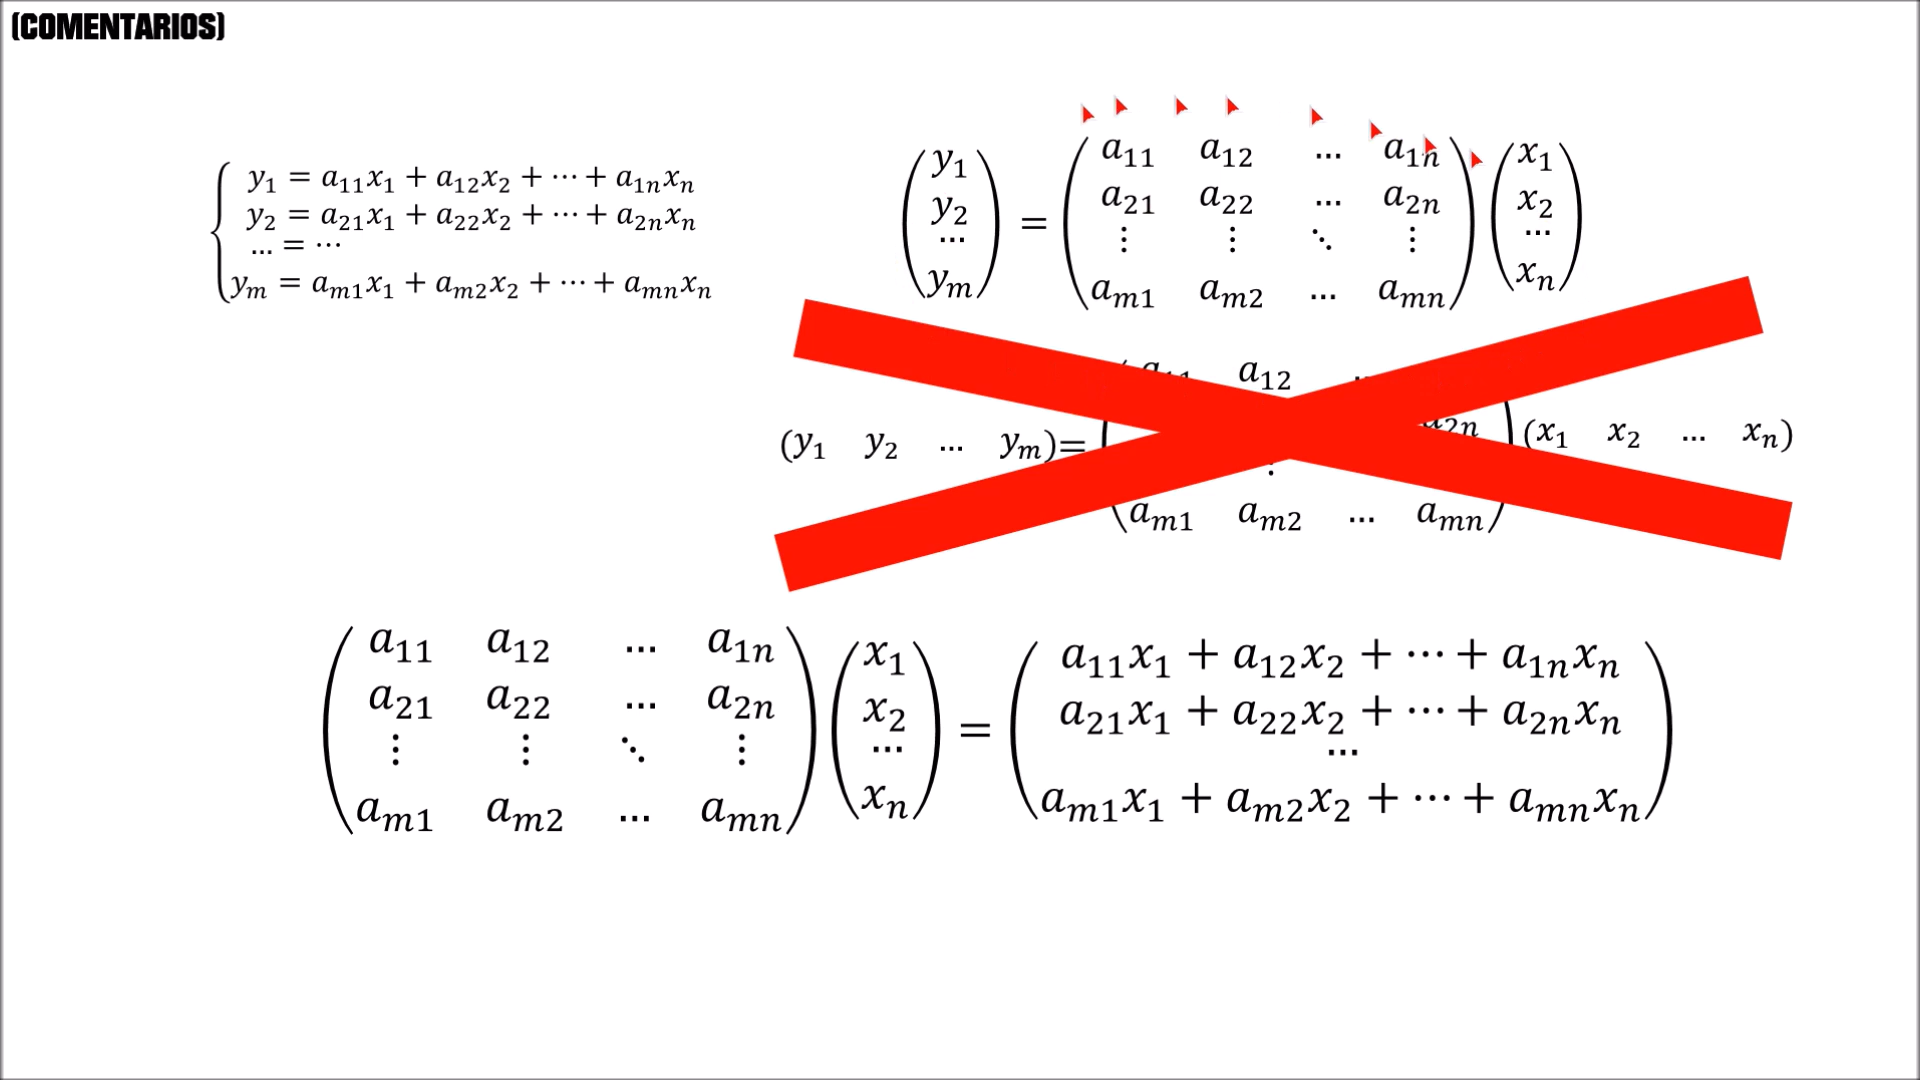 (COMENTARIOS)
y₁ = a₁₁x₁ + a₁₂x₂ + ⋯ + a₁ₙxₙ
y₂ = a₂₁x₁ + a₂₂x₂ + ⋯ + a₂ₙxₙ
... = ⋯
yₘ = aₘ₁x₁ + aₘ₂x₂ + ⋯ + aₘₙxₙ
y₁ a₁₁ a₁₂ ... a₁ₙ x₁
y₂ = a₂₁ a₂₂ ... a₂ₙ x₂
... ⋮ ⋮ ⋱ ⋮ ...
yₘ aₘ₁ aₘ₂ ... aₘₙ xₙ
a₁₂
(y₁ y₂ ... yₘ)= a₂ₙ (x₁ x₂ ... xₙ)
aₘ₁ aₘ₂ ... aₘₙ
a₁₁ a₁₂ ... a₁ₙ x₁ a₁₁x₁ + a₁₂x₂ + ⋯ + a₁ₙxₙ
a₂₁ a₂₂ ... a₂ₙ x₂ = a₂₁x₁ + a₂₂x₂ + ⋯ + a₂ₙxₙ
⋮ ⋮ ⋱ ⋮ ... ...
aₘ₁ aₘ₂ ... aₘₙ xₙ aₘ₁x₁ + aₘ₂x₂ + ⋯ + aₘₙxₙ